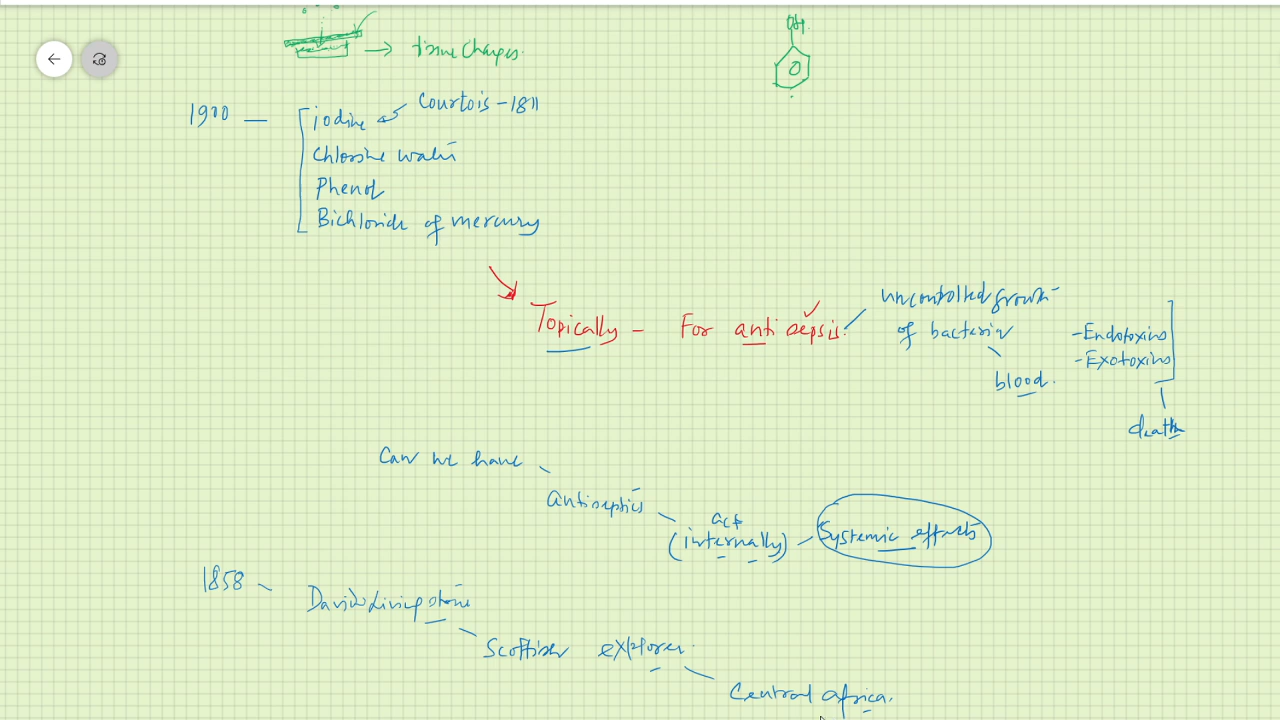 OH
tissue changes.
1900 — iodine Courtois - 1811
Chlorine water
Phenol
Bichloride of mercury
Topically - For anti sepsis.
uncontrolled growth
of bacteria
blood.
- Endotoxins
- Exotoxins
death
Can we have
antiseptics
act
(internally)
Systemic effects
1858
David Livingstone
Scottish explorer.
Central africa.